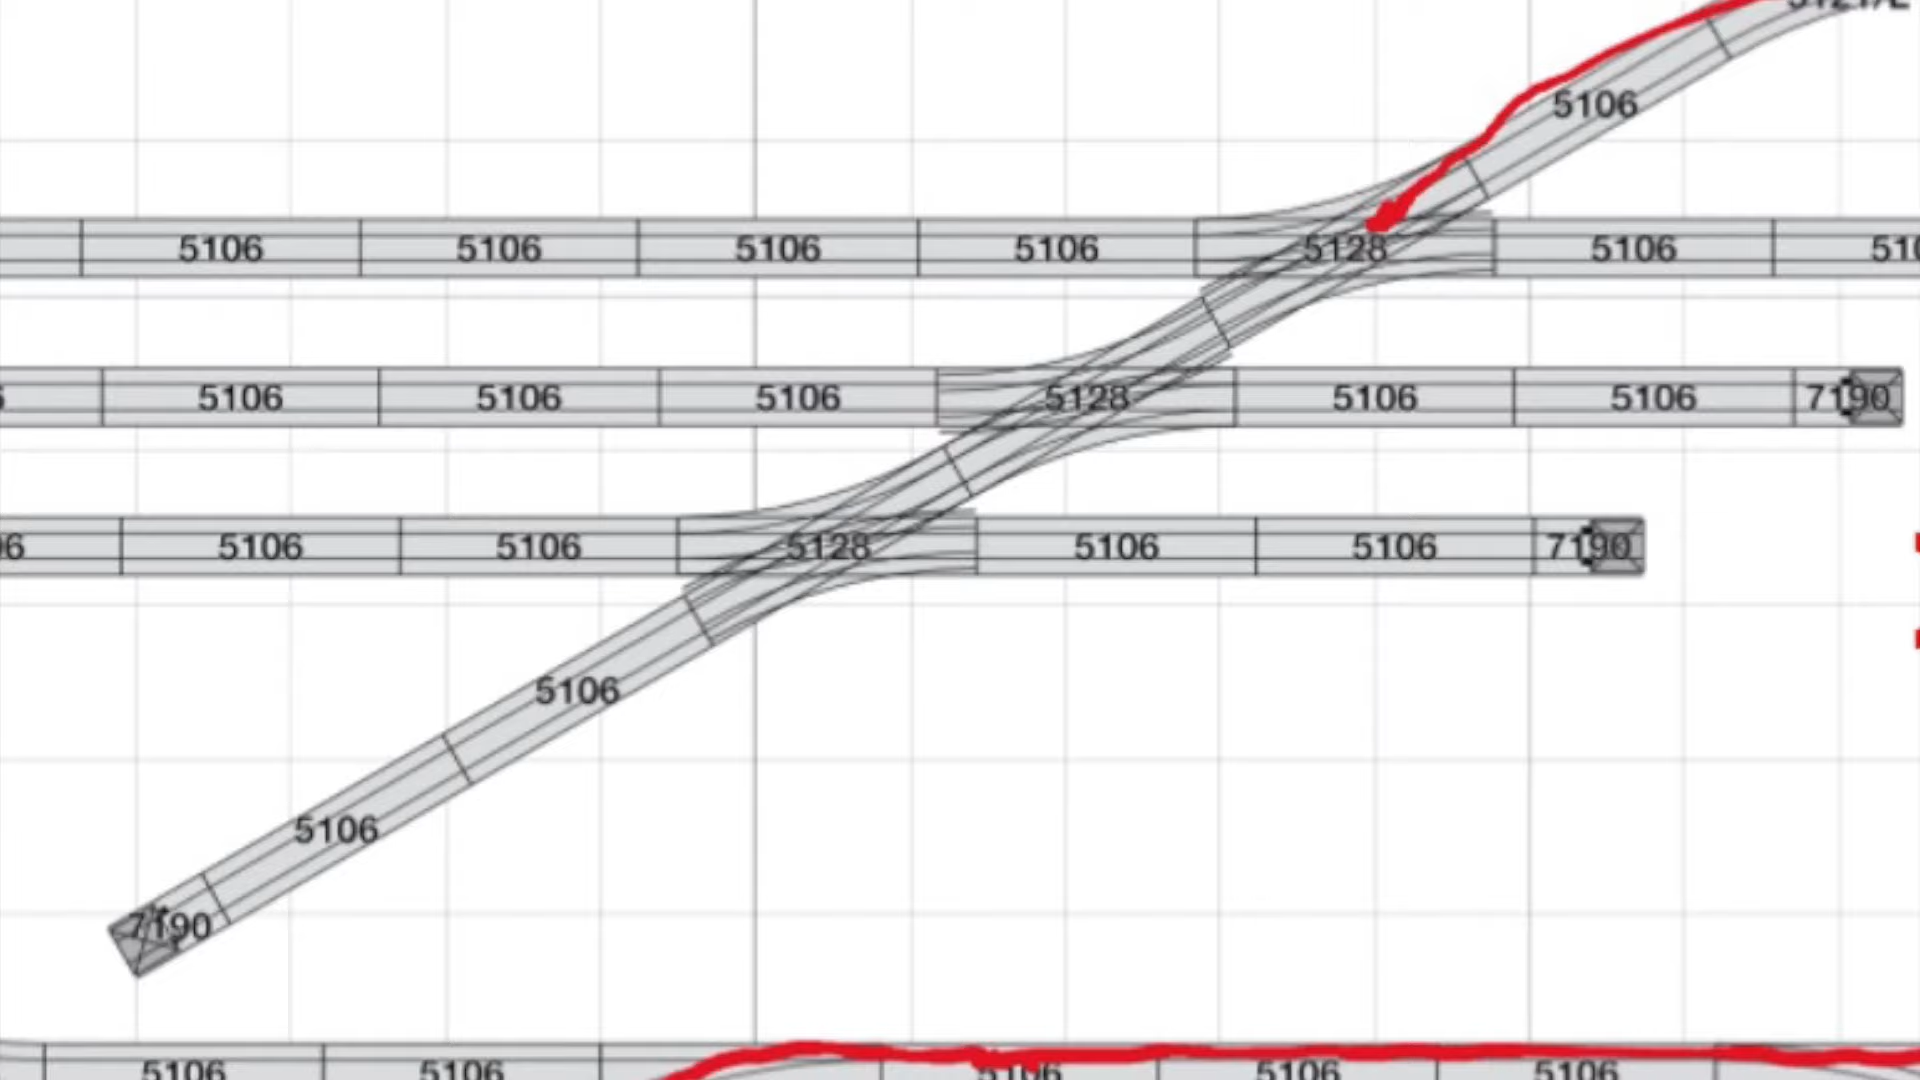 5106
5106 5106 5106 5106 5128 5106
5106 5106 5106 5128 5106 5106 7190
5106 5106 5128 5106 5106 7190
5106
5106
7190
5106 5106 5106 5106 5106